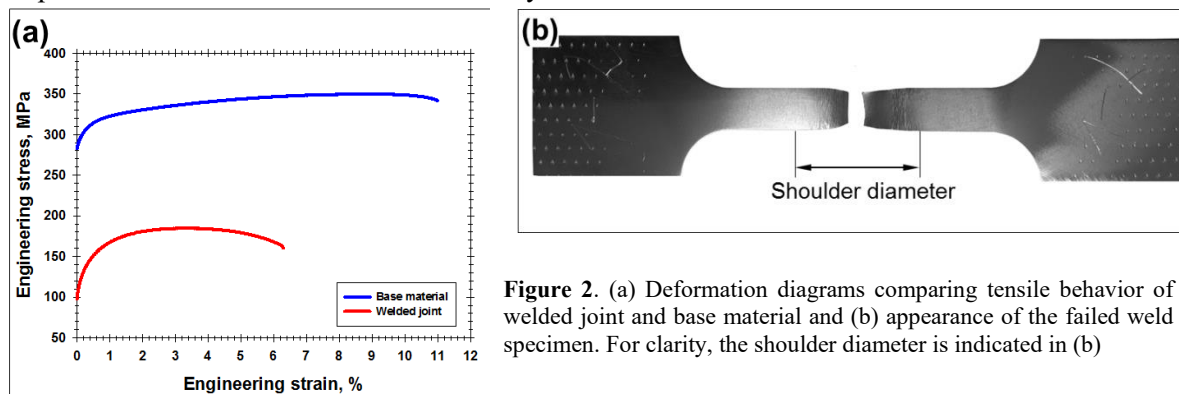 (a)
400
350
300
250
200
150
100
50
Engineering stress, MPa
Base material
Welded joint
0 1 2 3 4 5 6 7 8 9 10 11 12
Engineering strain, %
(b)
Shoulder diameter
Figure 2. (a) Deformation diagrams comparing tensile behavior of
welded joint and base material and (b) appearance of the failed weld
specimen. For clarity, the shoulder diameter is indicated in (b)